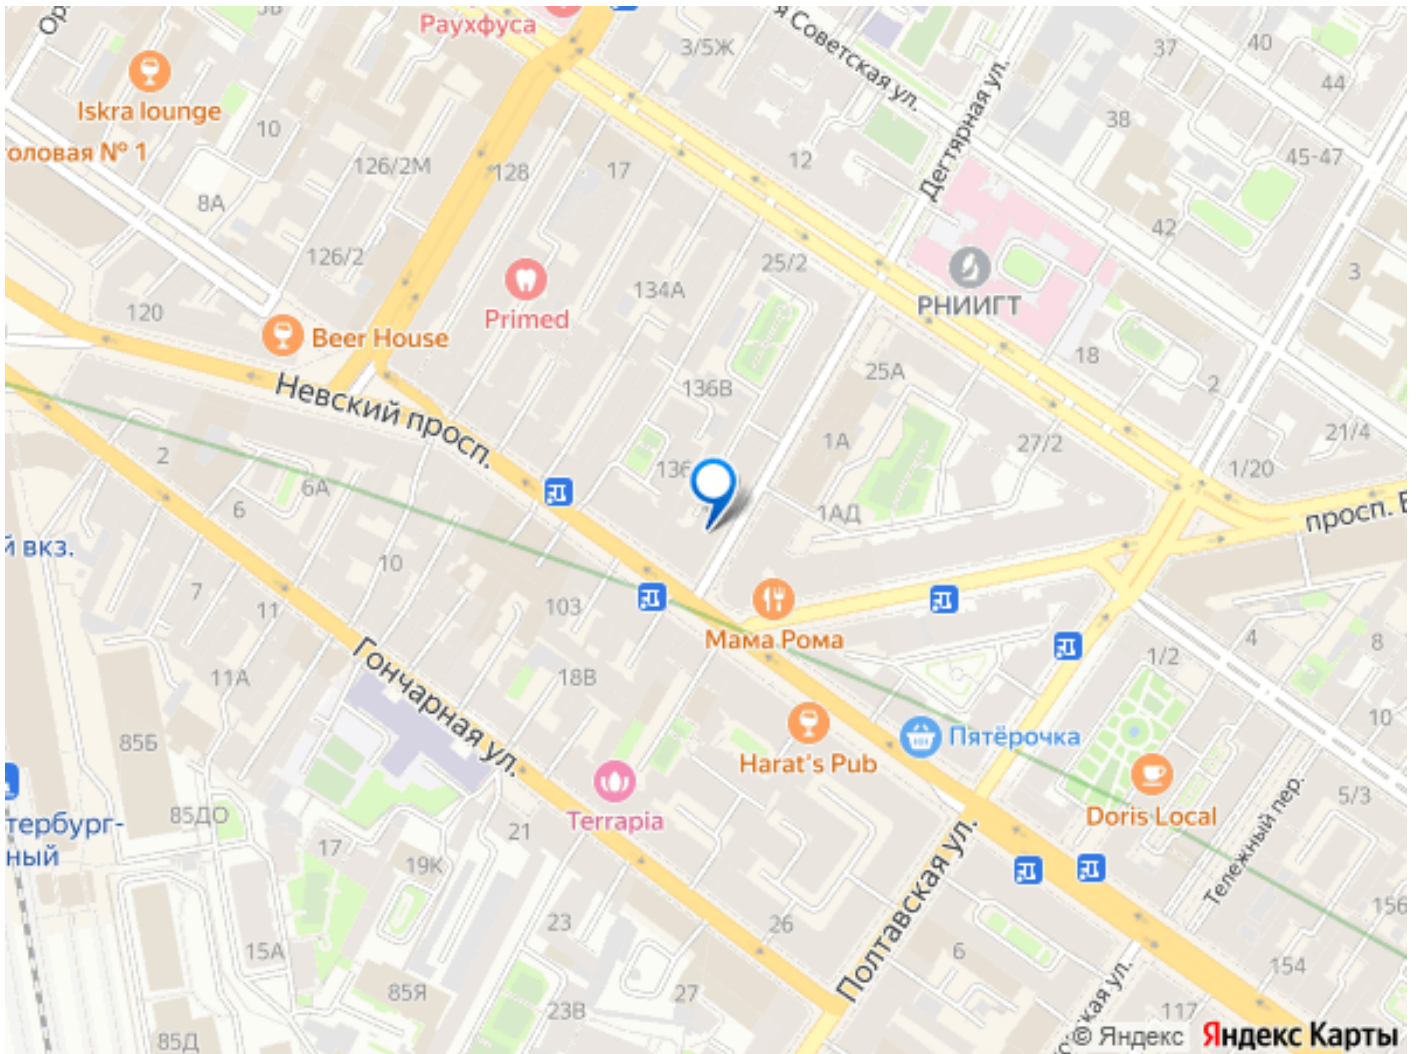 Раухфуса
3/5Ж
я Советская ул.
37
40
44
Iskra lounge
10
38
Дегтярная ул.
головая № 1
126/2М
128
17
12
45-47
8А
42
126/2
25/2
3
134А
РНИИГТ
120
Primed
Beer House
18
25А
2
136В
Невский просп.
1А
27/2
21/4
2
136
1/20
6А
6
1АД
просп. Б
й вкз.
10
7
11
103
Мама Рома
4
8
Гончарная ул.
11А
18В
1/2
10
85Б
Harat's Pub
Пятёрочка
Terrapia
Doris Local
5/3
Тележный пер.
85ДО
21
тербург-
ный
17
19К
Полтавская ул.
156
23
26
15А
6
154
85Я
27
кая ул.
23В
117
85Д
© Яндекс
Яндекс Карты